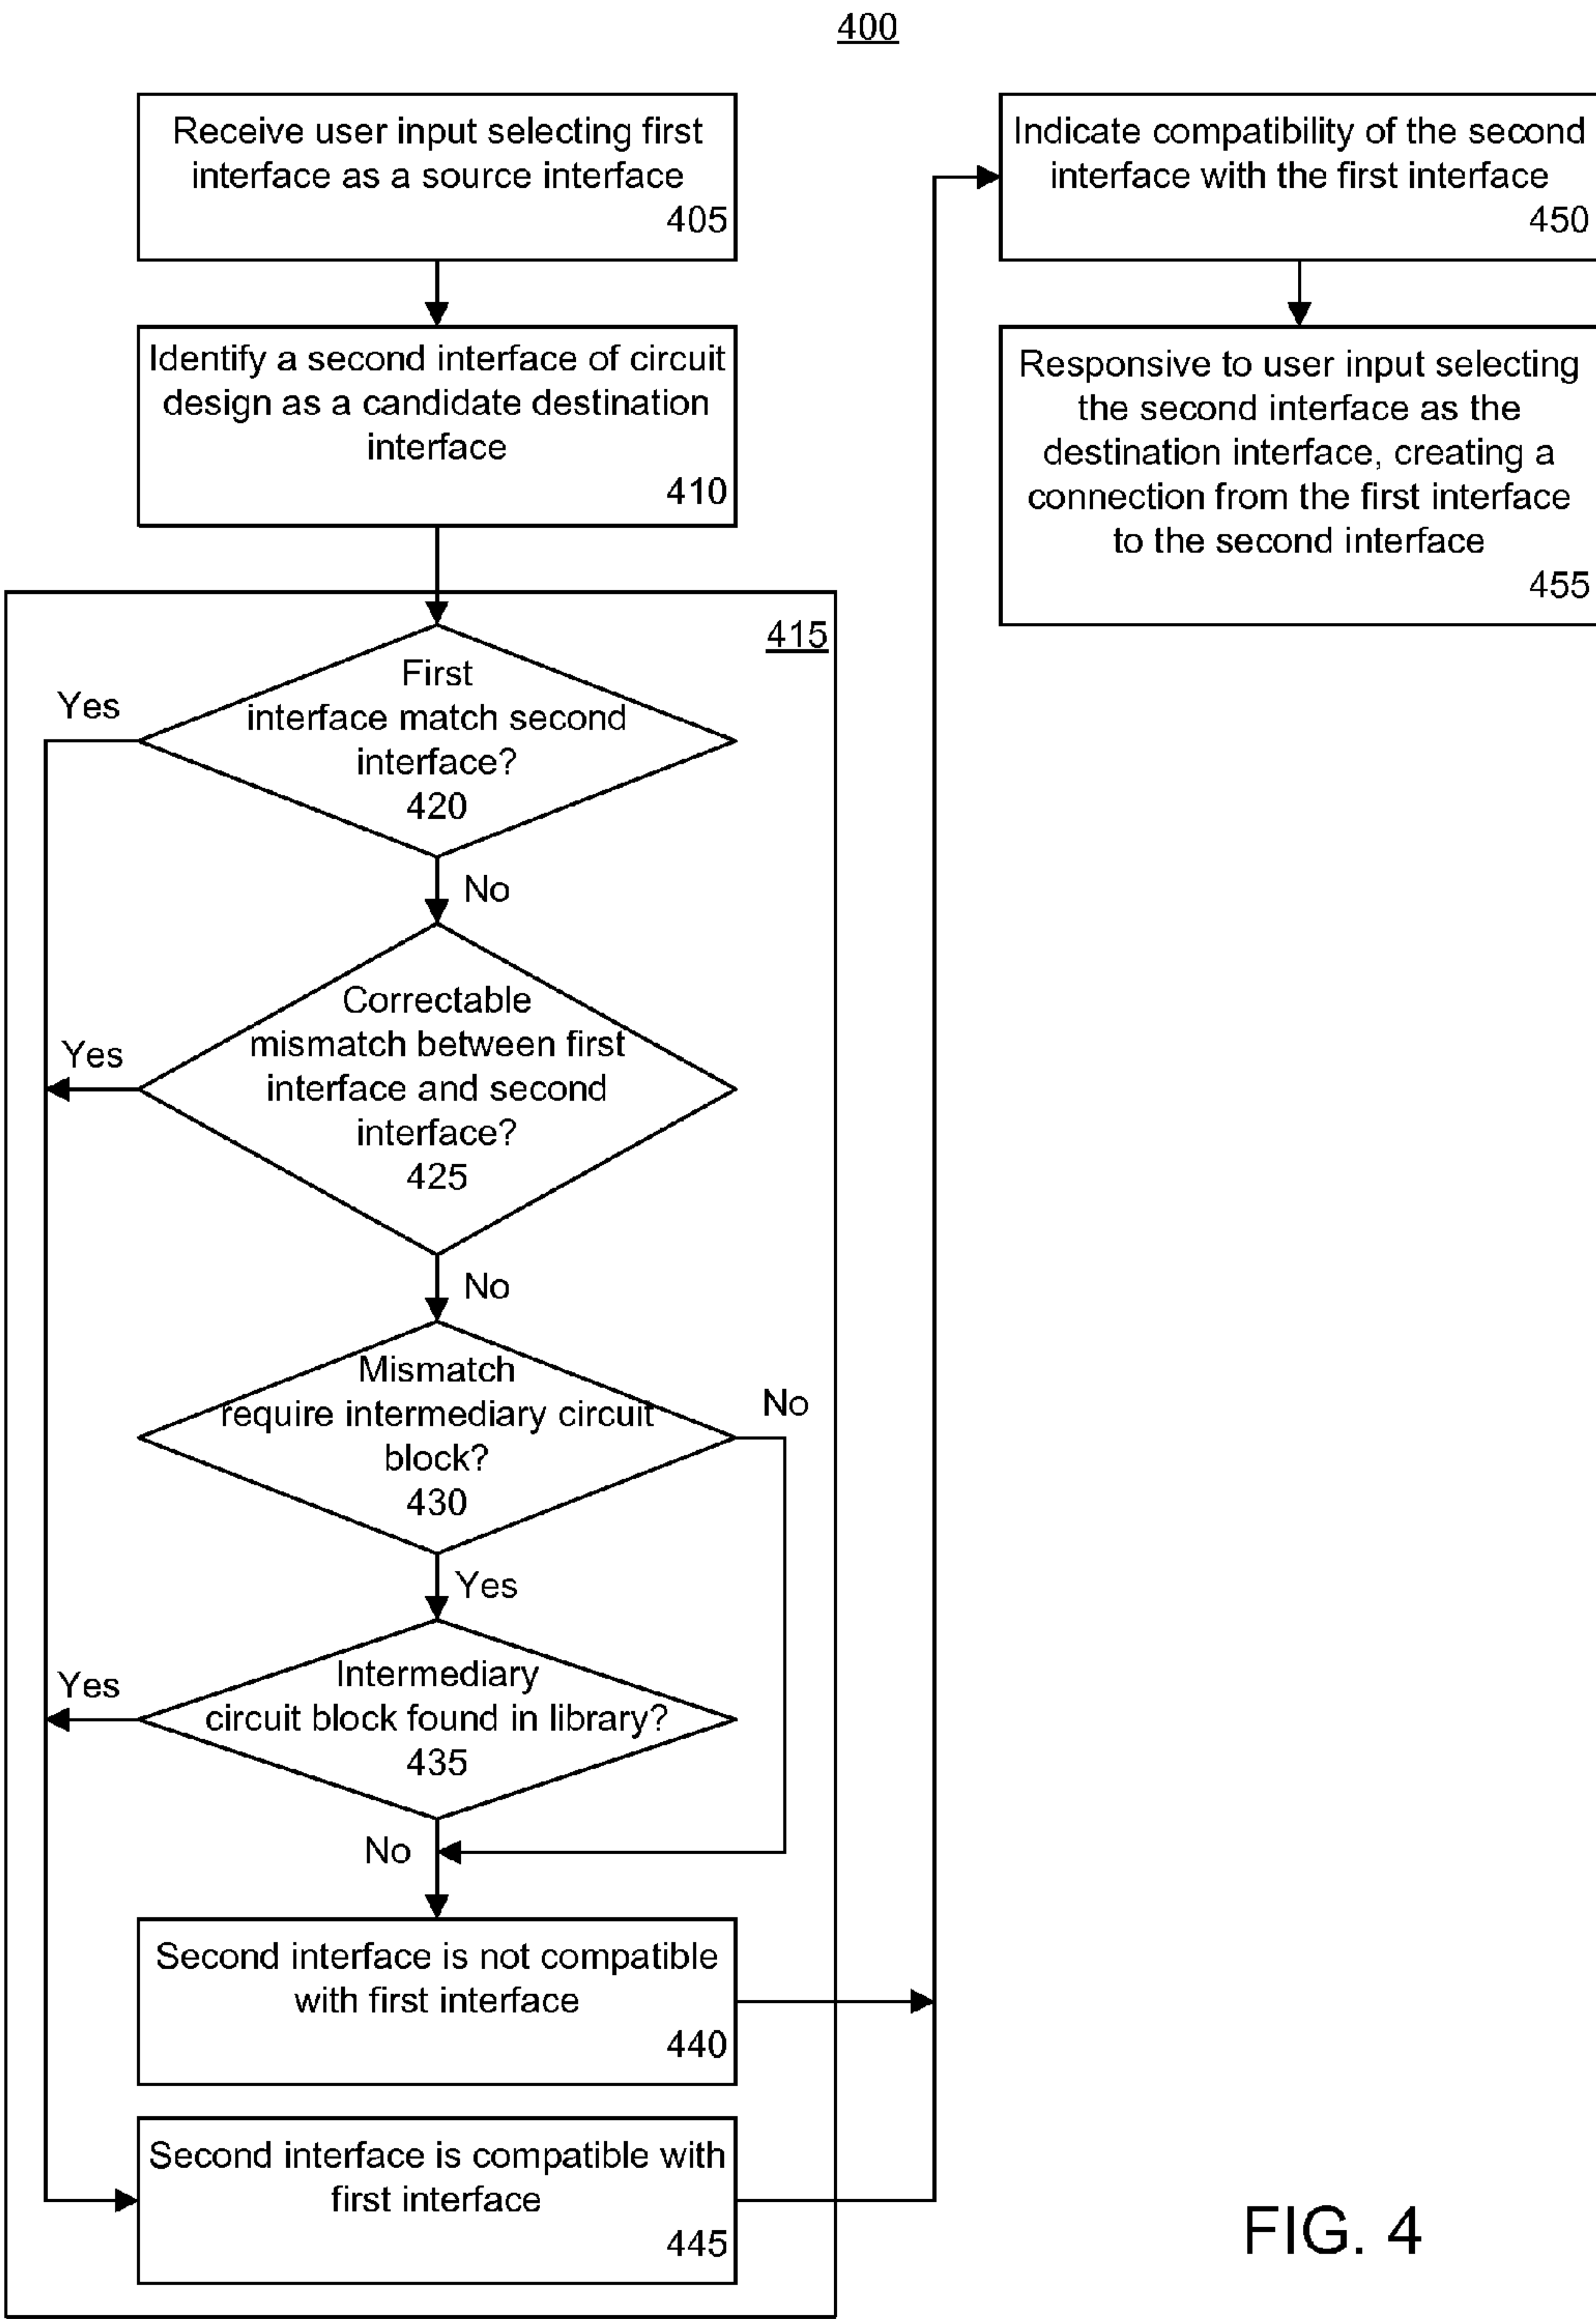 400
Receive user input selecting first
interface as a source interface
405
Identify a second interface of circuit
design as a candidate destination
interface
410
415
First
interface match second
interface?
420
Yes
No
Correctable
mismatch between first
interface and second
interface?
425
Yes
No
Mismatch
require intermediary circuit
block?
430
No
Yes
Intermediary
circuit block found in library?
435
Yes
No
Second interface is not compatible
with first interface
440
Second interface is compatible with
first interface
445
Indicate compatibility of the second
interface with the first interface
450
Responsive to user input selecting
the second interface as the
destination interface, creating a
connection from the first interface
to the second interface
455
FIG. 4